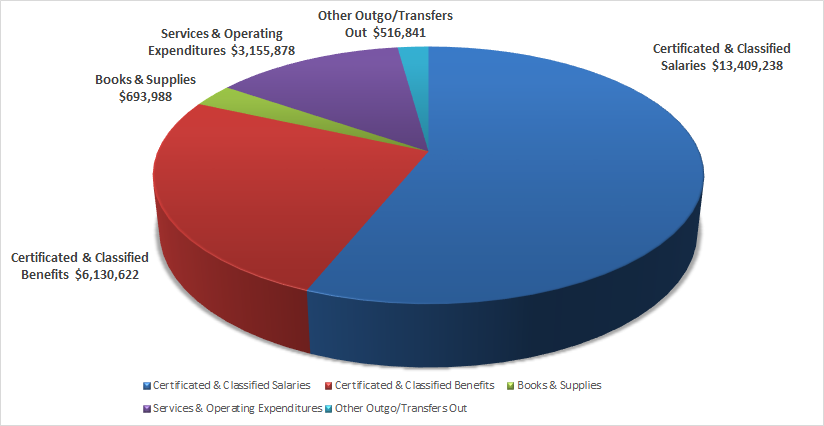 Other Outgo/Transfers
Out $516,841
Services & Operating
Expenditures $3,155,878
Certificated & Classified
Salaries $13,409,238
Books & Supplies
$693,988
Certificated & Classified
Benefits $6,130,622
Certificated & Classified Salaries
Certificated & Classified Benefits
Books & Supplies
Services & Operating Expenditures
Other Outgo/Transfers Out